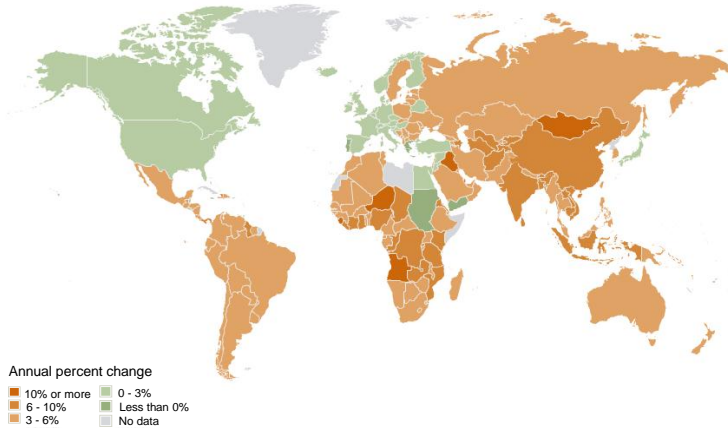 Annual percent change
10% or more
6 - 10%
3 - 6%
0 - 3%
Less than 0%
No data